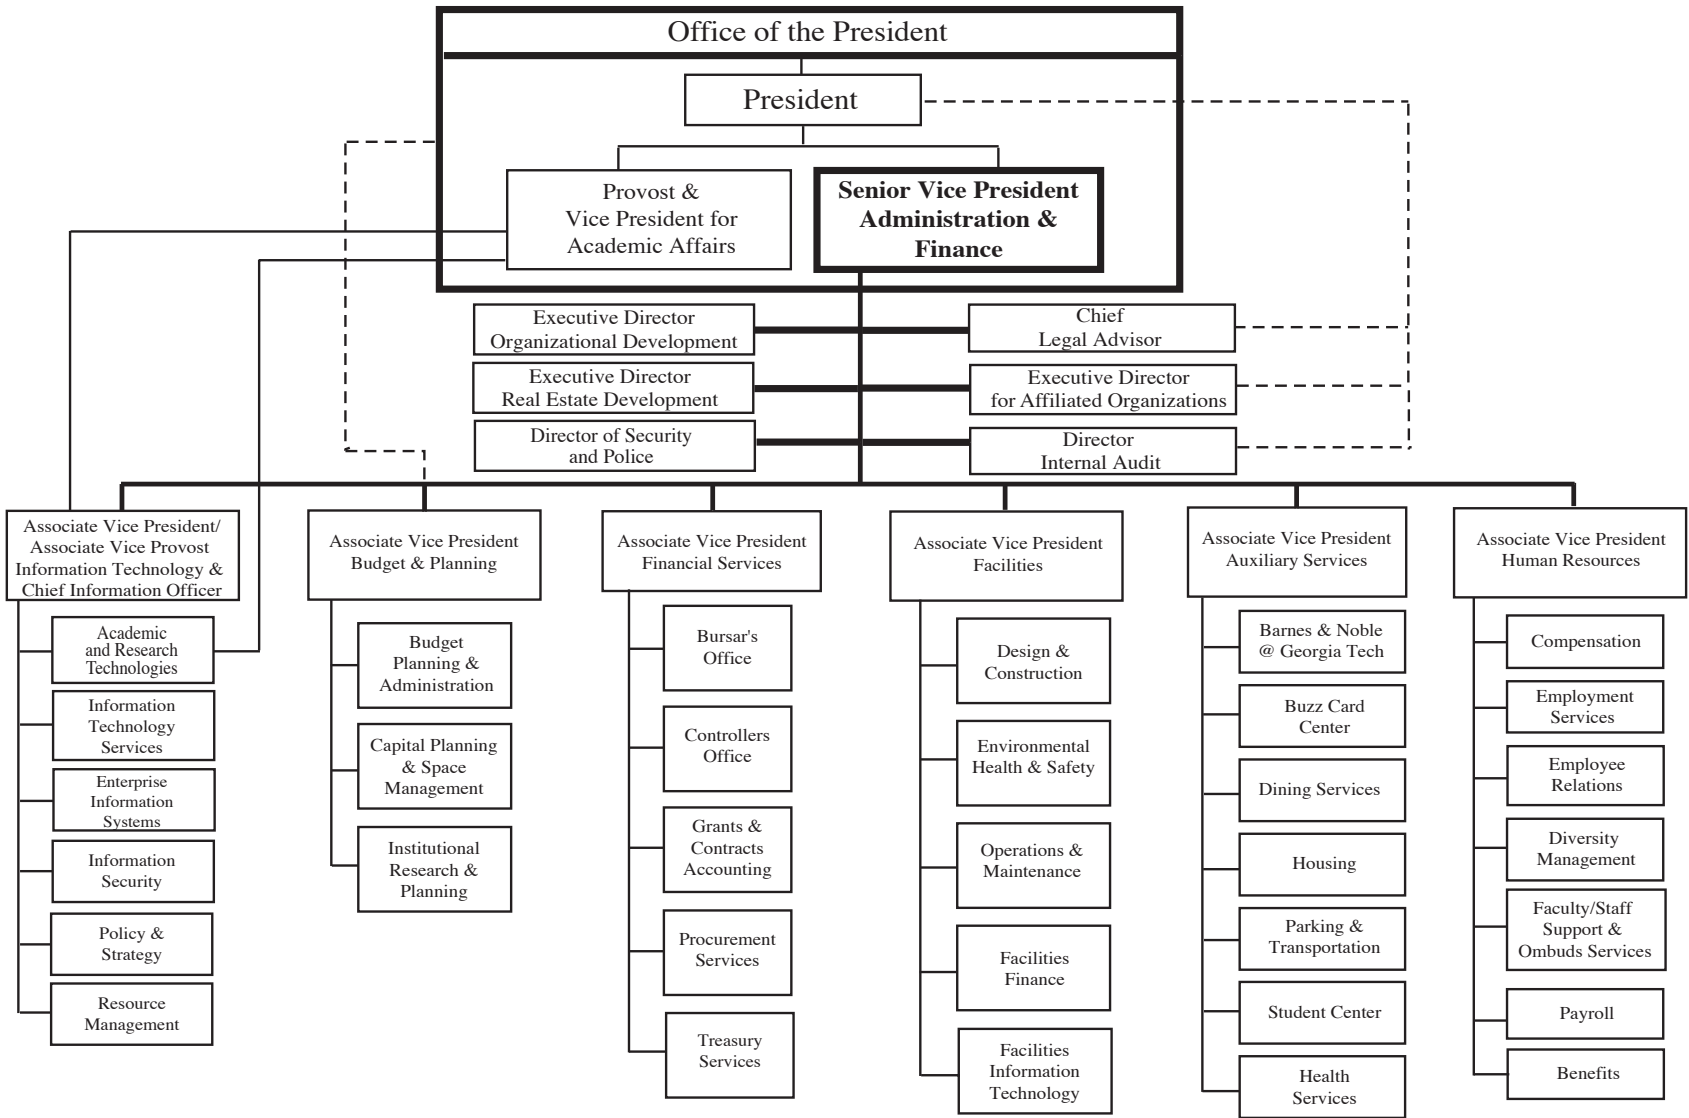 Office of the President
President
Provost &
Vice President for
Academic Affairs
Senior Vice President
Administration &
Finance
Executive Director
Organizational Development
Chief
Legal Advisor
Executive Director
Real Estate Development
Executive Director
for Affiliated Organizations
Director of Security
and Police
Director
Internal Audit
Associate Vice President/
Associate Vice Provost
Information Technology &
Chief Information Officer
Academic
and Research
Technologies
Information
Technology
Services
Enterprise
Information
Systems
Information
Security
Policy &
Strategy
Resource
Management
Associate Vice President
Budget & Planning
Budget
Planning &
Administration
Capital Planning
& Space
Management
Institutional
Research &
Planning
Associate Vice President
Financial Services
Bursar's
Office
Controllers
Office
Grants &
Contracts
Accounting
Procurement
Services
Treasury
Services
Associate Vice President
Facilities
Design &
Construction
Environmental
Health & Safety
Operations &
Maintenance
Facilities
Finance
Facilities
Information
Technology
Associate Vice President
Auxiliary Services
Barnes & Noble
@ Georgia Tech
Buzz Card
Center
Dining Services
Housing
Parking &
Transportation
Student Center
Health
Services
Associate Vice President
Human Resources
Compensation
Employment
Services
Employee
Relations
Diversity
Management
Faculty/Staff
Support &
Ombuds Services
Payroll
Benefits